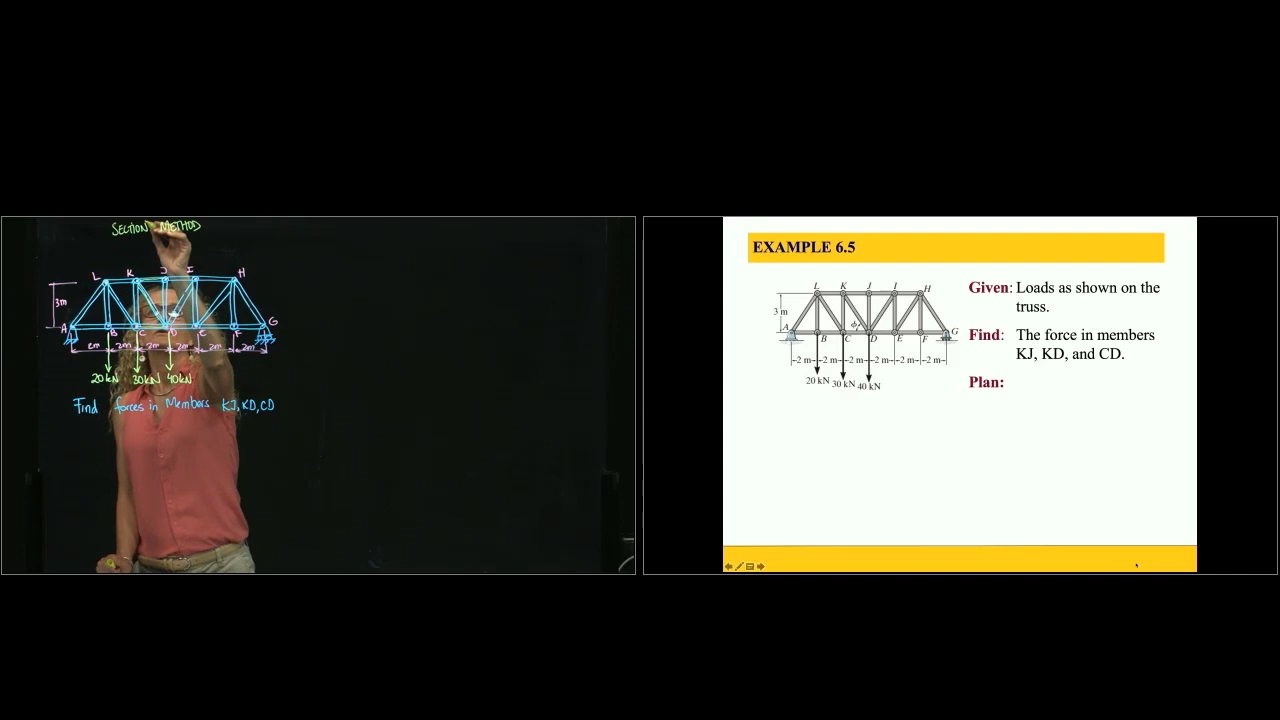 SECTION METHOD
L K J I H
3m
A B C D E F G
2m 2m 2m 2m 2m 2m
20kN 30kN 40kN
Find forces in Members KJ, KD, CD
EXAMPLE 6.5
L K J I H
3 m
A B C D E F G
ϕ
2 m 2 m 2 m 2 m 2 m 2 m
20 kN 30 kN 40 kN
Given: Loads as shown on the
truss.
Find: The force in members
KJ, KD, and CD.
Plan: